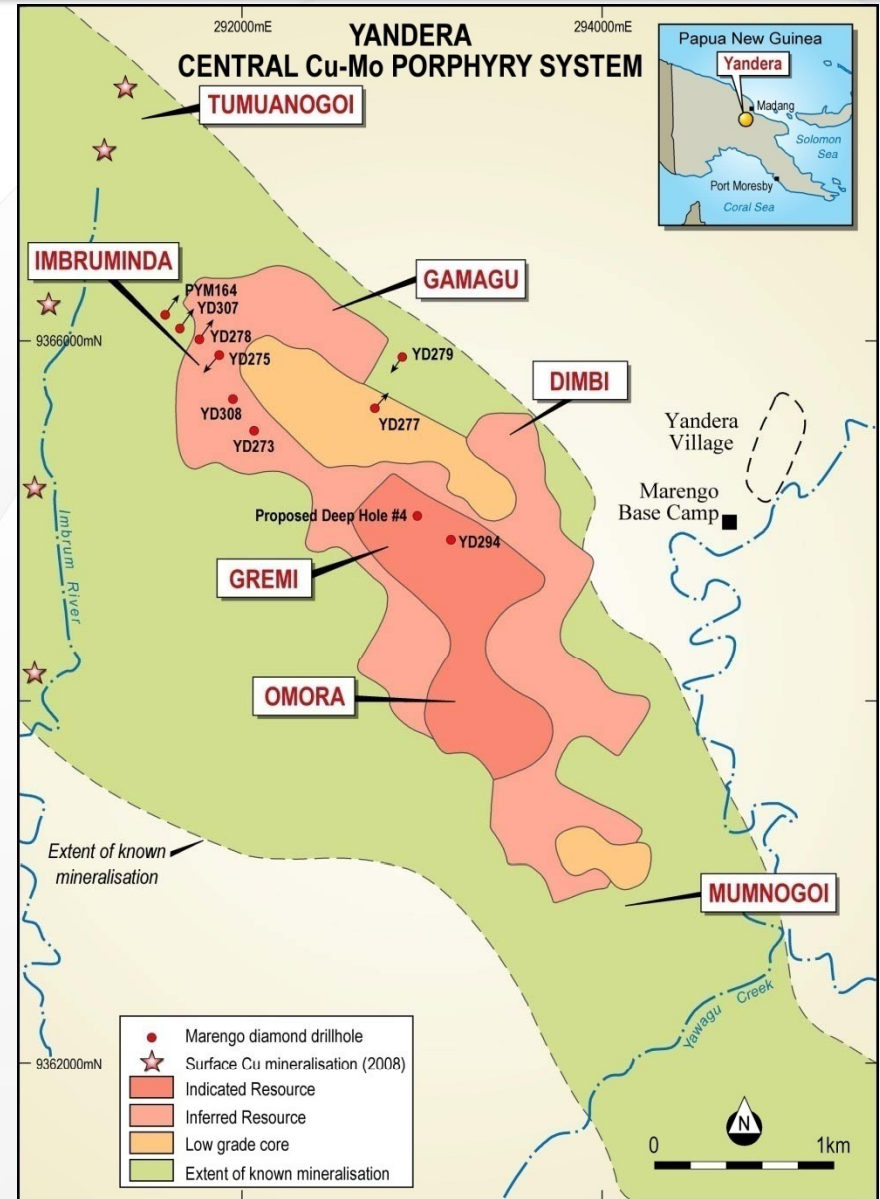 292000mE
294000mE
YANDERA
CENTRAL Cu-Mo PORPHYRY SYSTEM
Papua New Guinea
Yandera
Madang
Solomon
Sea
Port Moresby
Coral Sea
TUMUANOGOI
IMBRUMINDA
GAMAGU
PYM164
YD307
YD278
YD275
9366000mN
YD279
DIMBI
YD308
YD277
YD273
Yandera
Village
Marengo
Base Camp
Proposed Deep Hole #4
YD294
Imbrum River
GREMI
OMORA
Extent of known
mineralisation
MUMNOGOI
Yawagu Creek
9362000mN
Marengo diamond drillhole
Surface Cu mineralisation (2008)
Indicated Resource
Inferred Resource
Low grade core
Extent of known mineralisation
N
0 1km